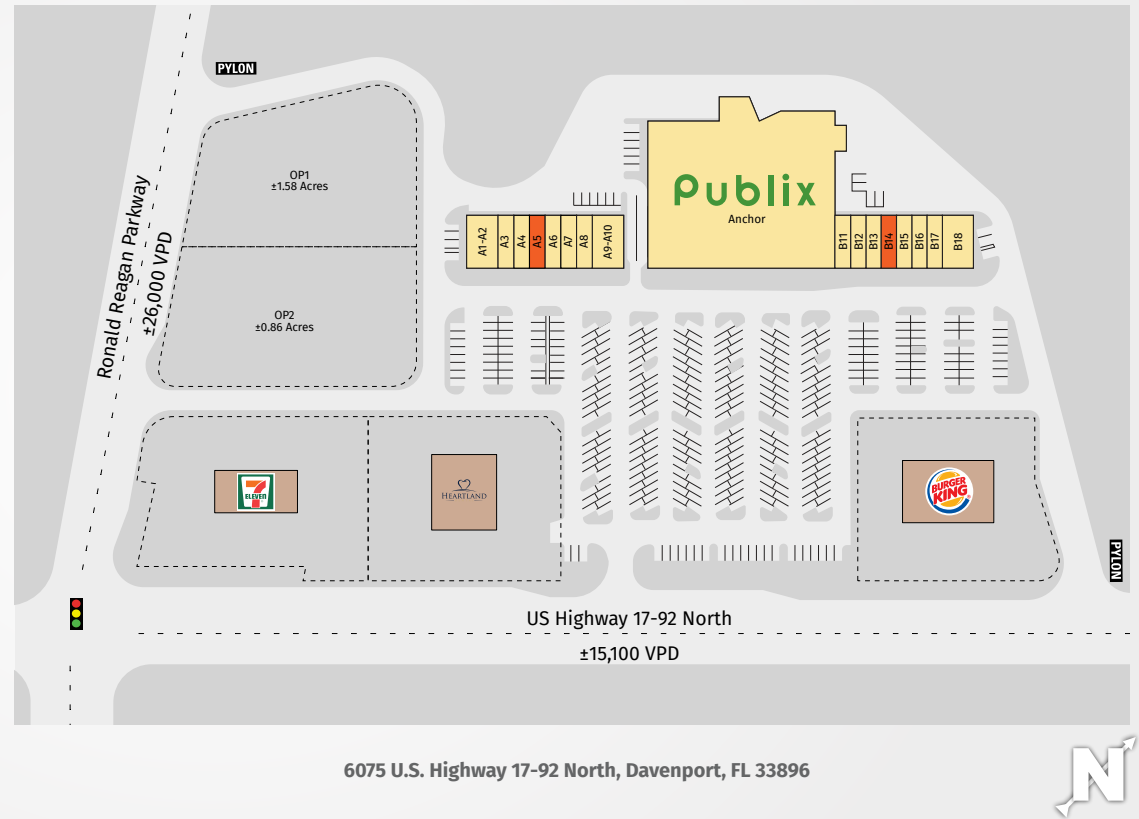 PYLON
OP1
±1.58 Acres
Ronald Reagan Parkway
±26,000 VPD
OP2
±0.86 Acres
Publix
Anchor
A1-A2
A3
A4
A5
A6
A7
A8
A9-A10
B11
B12
B13
B14
B15
B16
B17
B18
7
ELEVEN
HEARTLAND
BURGER
KING
PYLON
US Highway 17-92 North
±15,100 VPD
6075 U.S. Highway 17-92 North, Davenport, FL 33896
N